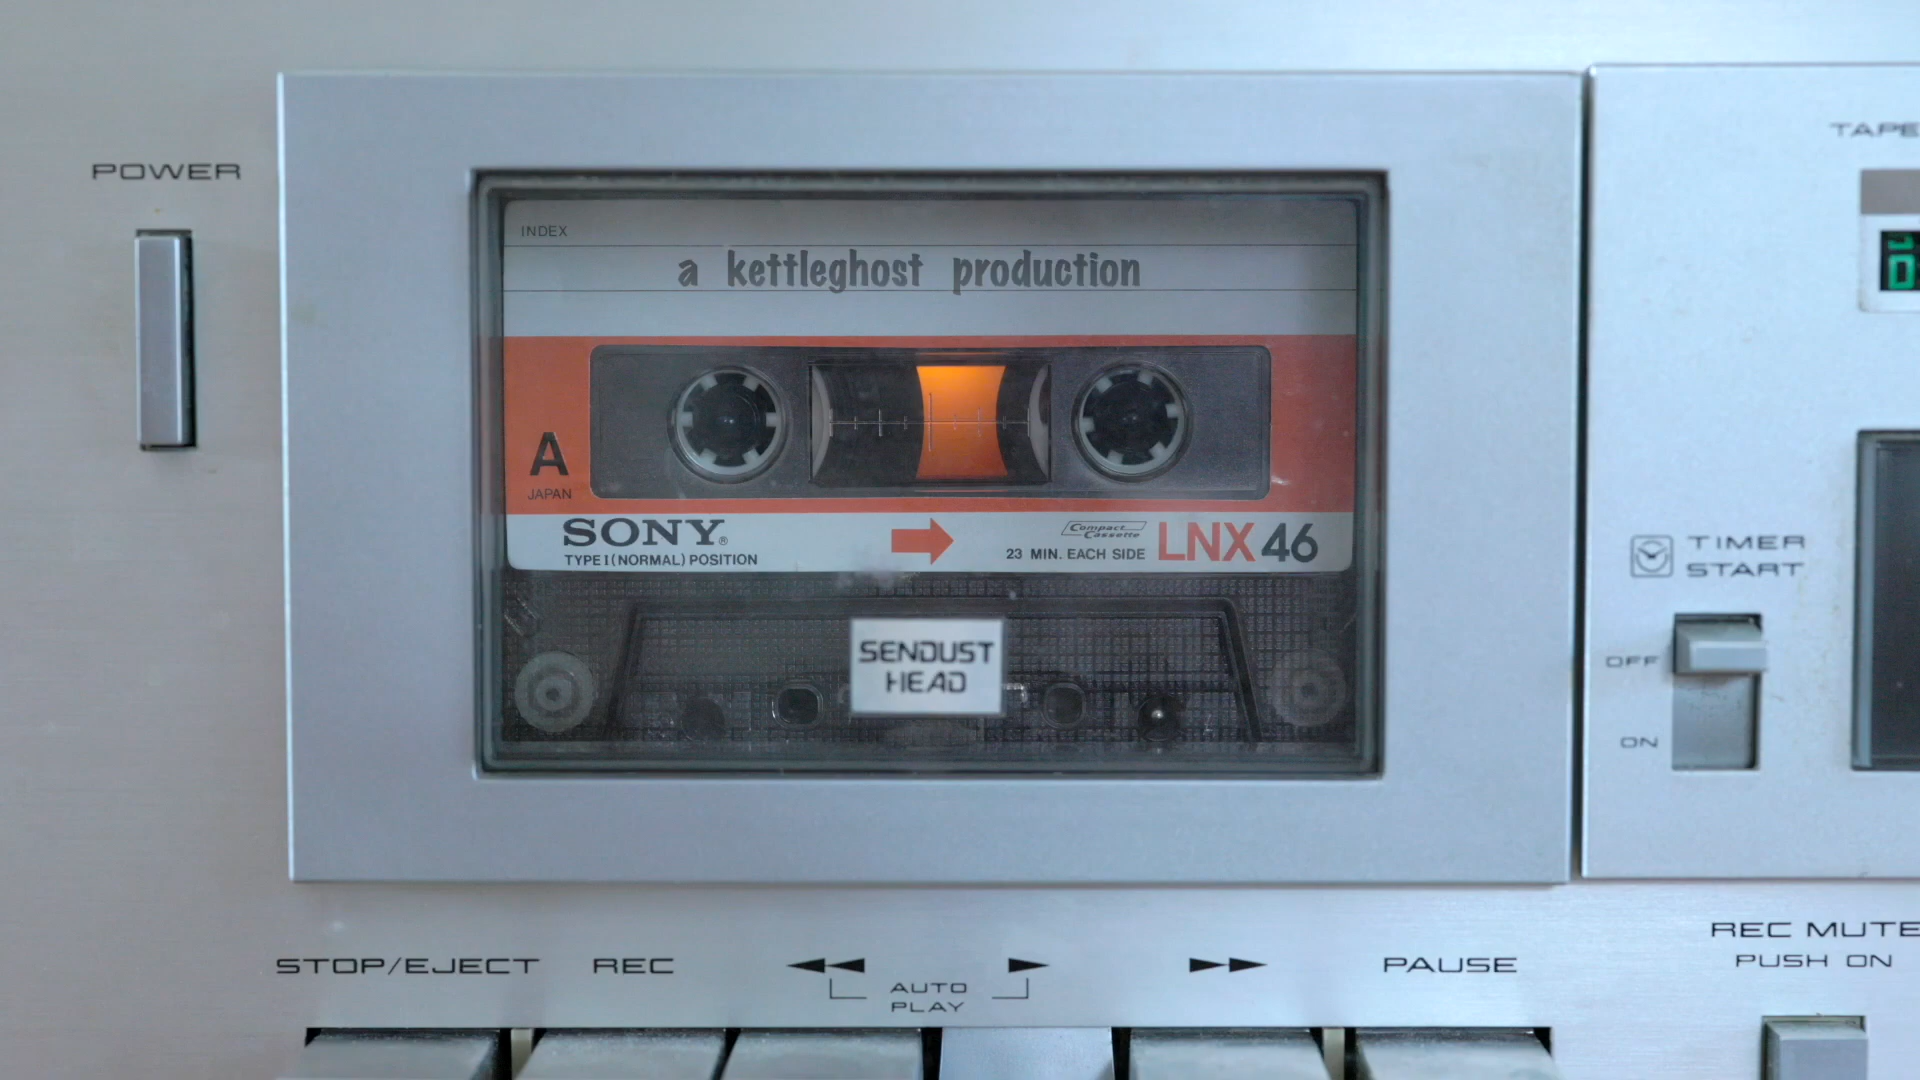 POWER
INDEX
a kettleghost production
A
JAPAN
SONY®
TYPE I (NORMAL) POSITION
Compact Cassette
23 MIN. EACH SIDE
LNX 46
SENDUST
HEAD
TAPE
TIMER
START
OFF
ON
STOP/EJECT
REC
AUTO
PLAY
PAUSE
REC MUTE
PUSH ON